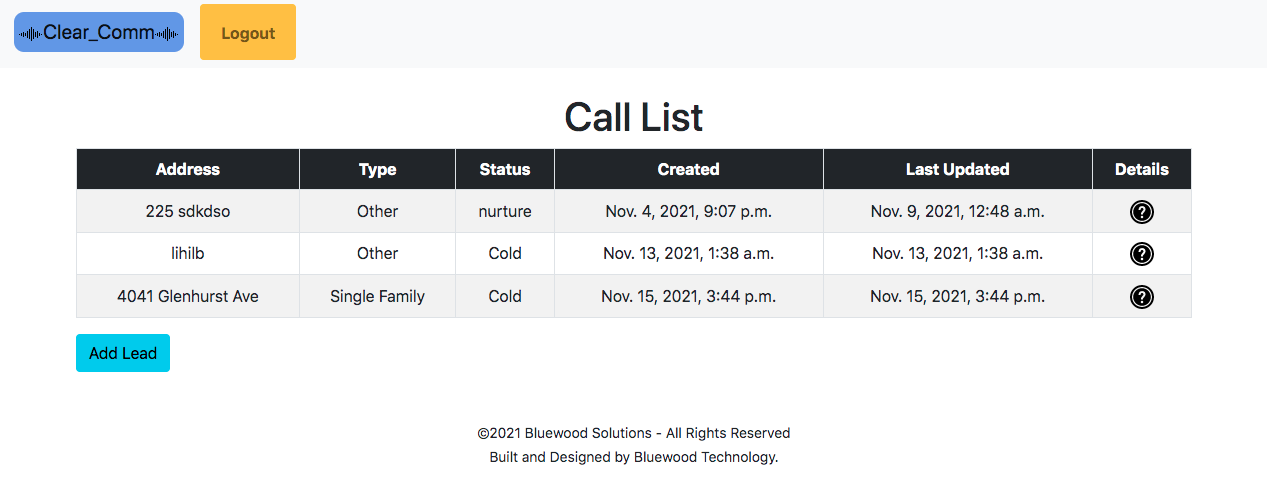 Clear_Comm Logout
Call List
Address Type Status Created Last Updated Details
225 sdkdso Other nurture Nov. 4, 2021, 9:07 p.m. Nov. 9, 2021, 12:48 a.m. ?
lihilb Other Cold Nov. 13, 2021, 1:38 a.m. Nov. 13, 2021, 1:38 a.m. ?
4041 Glenhurst Ave Single Family Cold Nov. 15, 2021, 3:44 p.m. Nov. 15, 2021, 3:44 p.m. ?
Add Lead
©2021 Bluewood Solutions - All Rights Reserved
Built and Designed by Bluewood Technology.